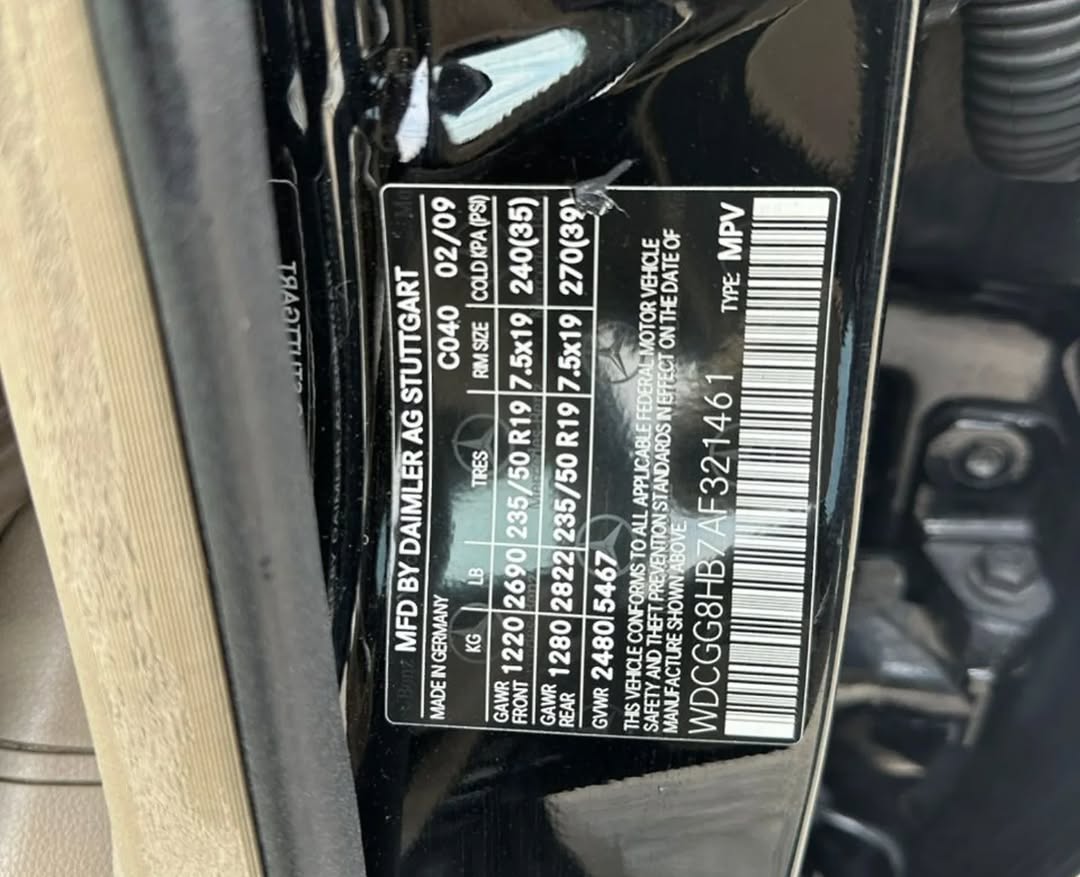 MFD BY DAIMLER AG STUTTGART
MADE IN GERMANY C040 02/09
KG LB TRES RIM SIZE COLD KPA (PSI)
GAWR FRONT 1220 2690 235/50 R19 7.5x19 240(35)
GAWR REAR 1280 2822 235/50 R19 7.5x19 270(39)
GVWR 2480 5467
THIS VEHICLE CONFORMS TO ALL APPLICABLE FEDERAL MOTOR VEHICLE
SAFETY AND THEFT PREVENTION STANDARDS IN EFFECT ON THE DATE OF
MANUFACTURE SHOWN ABOVE
WDCGG8HB7AF321461 TYPE: MPV